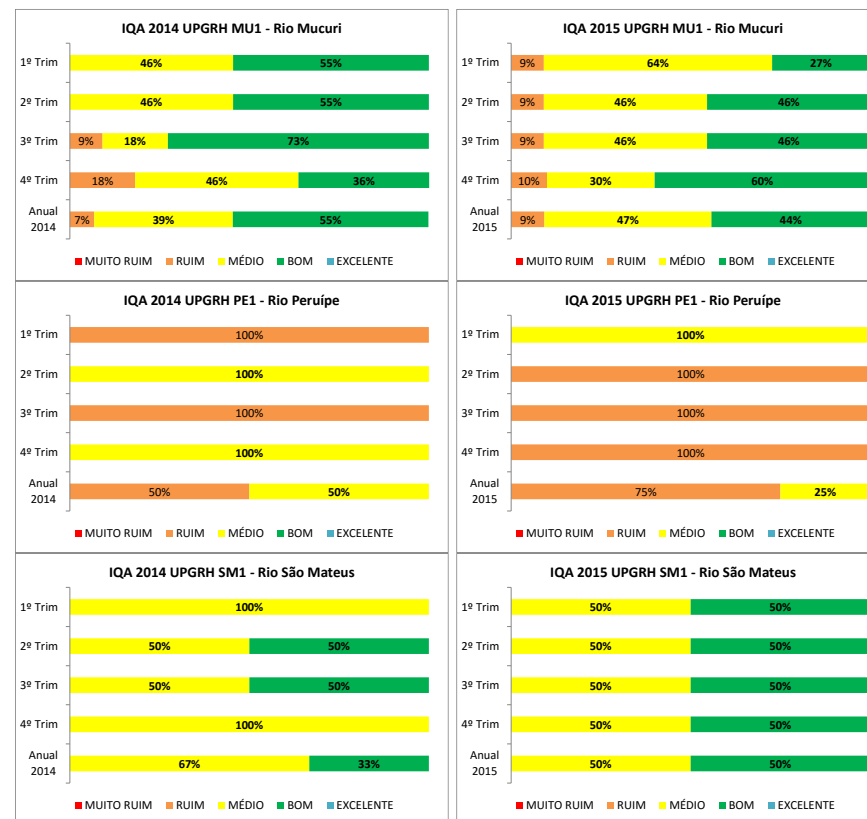 IQA 2014 UPGRH MU1 - Rio Mucuri
1º Trim 46% 55%
2º Trim 46% 55%
3º Trim 9% 18% 73%
4º Trim 18% 46% 36%
Anual 2014 7% 39% 55%
MUITO RUIM RUIM MÉDIO BOM EXCELENTE
IQA 2015 UPGRH MU1 - Rio Mucuri
1º Trim 9% 64% 27%
2º Trim 9% 46% 46%
3º Trim 9% 46% 46%
4º Trim 10% 30% 60%
Anual 2015 9% 47% 44%
MUITO RUIM RUIM MÉDIO BOM EXCELENTE
IQA 2014 UPGRH PE1 - Rio Peruípe
1º Trim 100%
2º Trim 100%
3º Trim 100%
4º Trim 100%
Anual 2014 50% 50%
MUITO RUIM RUIM MÉDIO BOM EXCELENTE
IQA 2015 UPGRH PE1 - Rio Peruípe
1º Trim 100%
2º Trim 100%
3º Trim 100%
4º Trim 100%
Anual 2015 75% 25%
MUITO RUIM RUIM MÉDIO BOM EXCELENTE
IQA 2014 UPGRH SM1 - Rio São Mateus
1º Trim 100%
2º Trim 50% 50%
3º Trim 50% 50%
4º Trim 100%
Anual 2014 67% 33%
MUITO RUIM RUIM MÉDIO BOM EXCELENTE
IQA 2015 UPGRH SM1 - Rio São Mateus
1º Trim 50% 50%
2º Trim 50% 50%
3º Trim 50% 50%
4º Trim 50% 50%
Anual 2015 50% 50%
MUITO RUIM RUIM MÉDIO BOM EXCELENTE